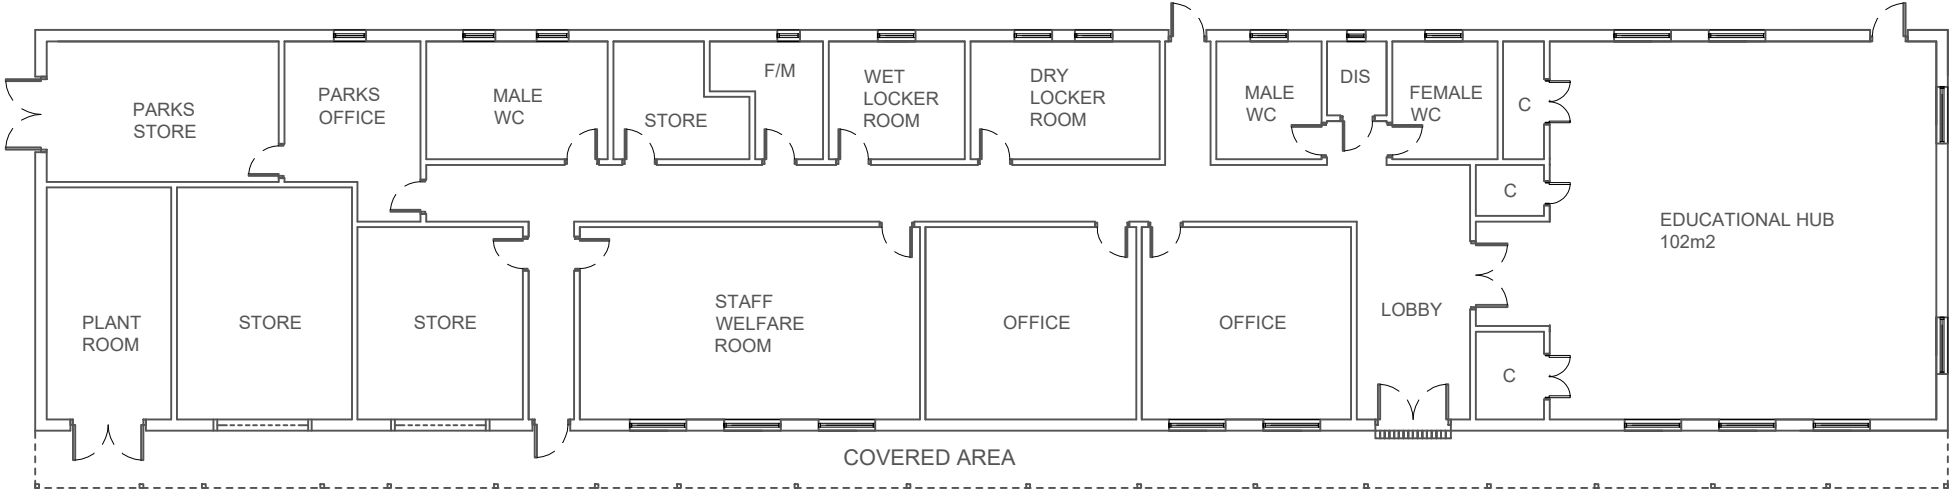 PARKS
STORE
PARKS
OFFICE
MALE
WC
STORE
F/M
WET
LOCKER
ROOM
DRY
LOCKER
ROOM
MALE
WC
DIS
FEMALE
WC
C
C
EDUCATIONAL HUB
102m2
PLANT
ROOM
STORE
STORE
STAFF
WELFARE
ROOM
OFFICE
OFFICE
LOBBY
C
COVERED AREA